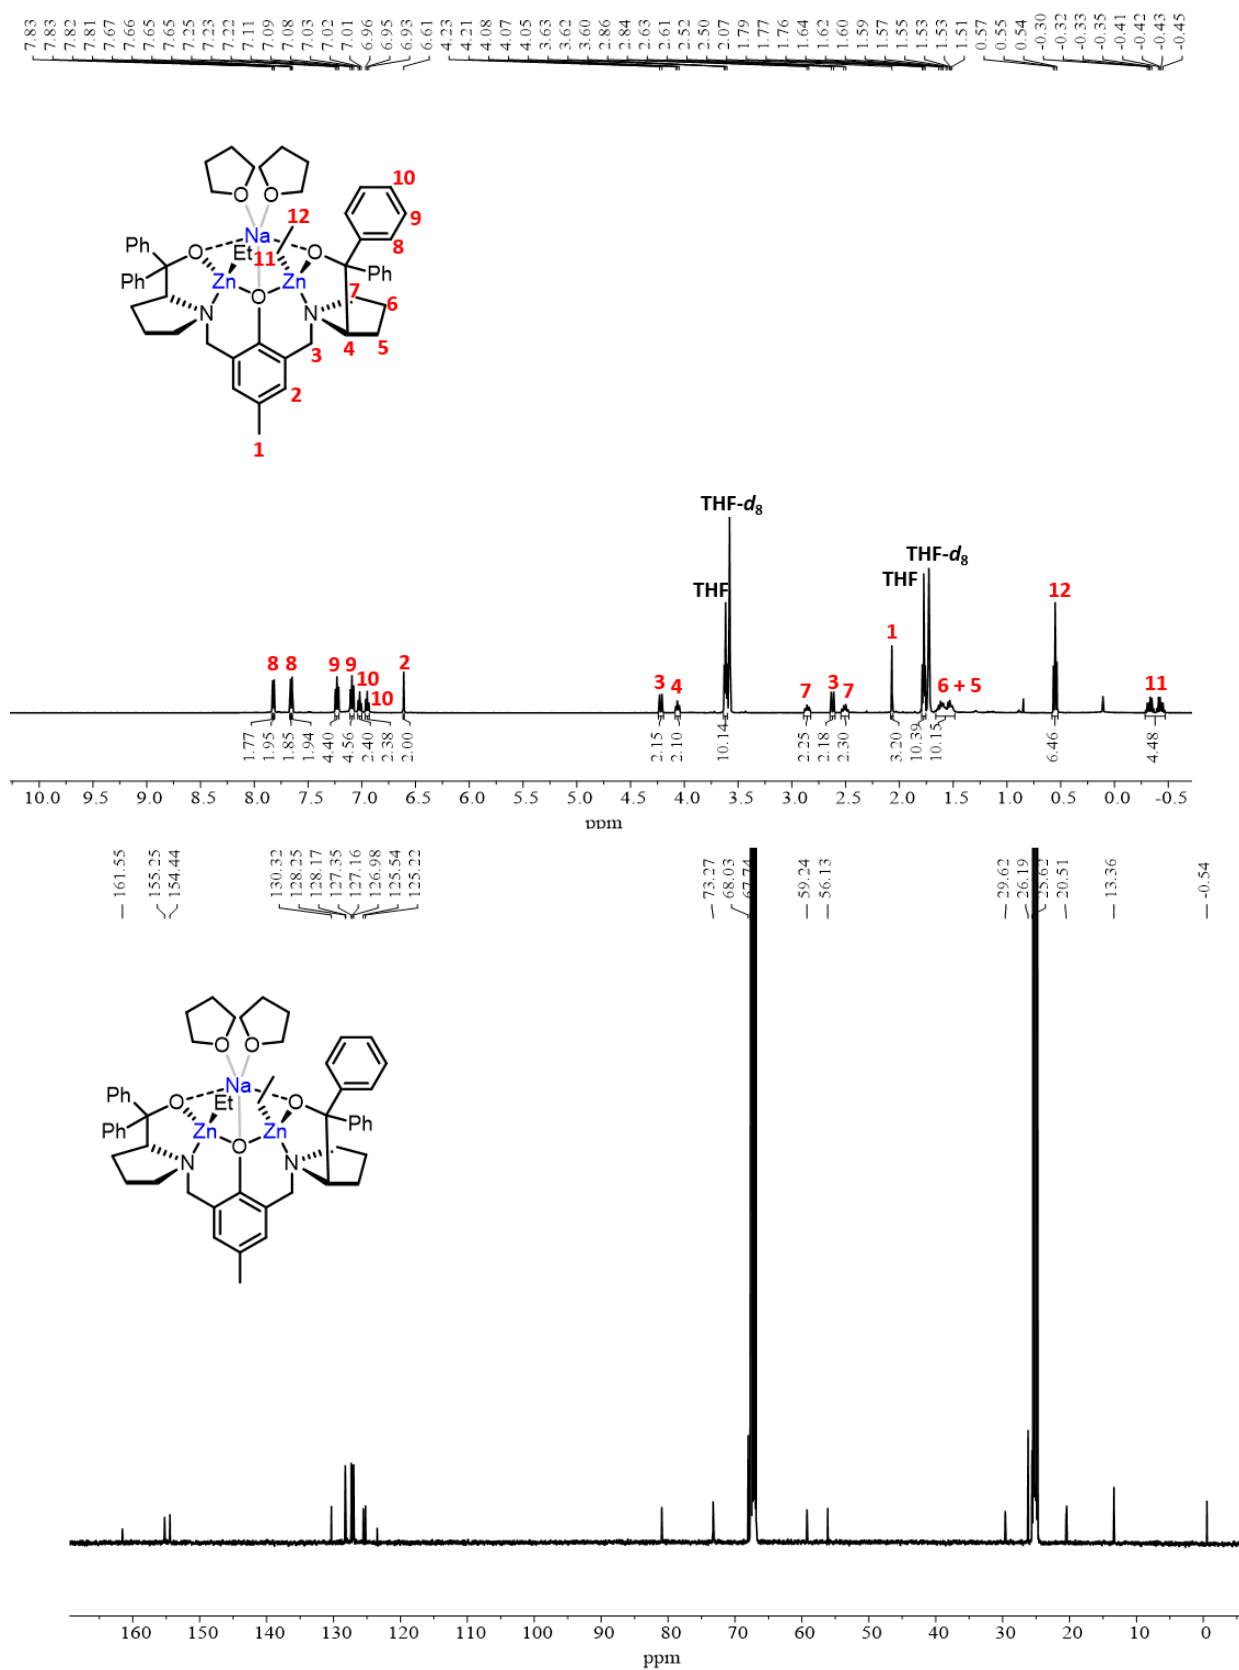 7.83 7.83 7.82 7.81 7.67 7.66 7.65 7.65 7.25 7.23 7.22 7.11 7.09 7.08 7.03 7.02 7.01 6.96 6.95 6.93 6.61 4.23 4.21 4.08 4.07 4.05 3.63 3.62 3.60 2.86 2.84 2.63 2.61 2.52 2.50 2.07 1.79 1.77 1.76 1.64 1.62 1.60 1.59 1.57 1.55 1.53 1.53 1.51 0.57 0.55 0.54 -0.30 -0.32 -0.33 -0.35 -0.41 -0.42 -0.43 -0.45
O O 10
12 9
Ph Na 8
O Et 11 O
Ph Zn Zn Ph
O 7 6
N N
3 4 5
2
1
THF-d8
THF-d8
THF THF 12
1
8 8 9 9 10 10 2 3 4 7 3 7 6 + 5 11
1.77 1.95 1.85 1.94 4.40 4.56 2.40 2.38 2.00 2.15 2.10 10.14 2.25 2.18 2.30 3.20 10.39 10.15 6.46 4.48
10.0 9.5 9.0 8.5 8.0 7.5 7.0 6.5 6.0 5.5 5.0 4.5 4.0 3.5 3.0 2.5 2.0 1.5 1.0 0.5 0.0 -0.5
ppm
161.55 155.25 154.44 130.32 128.25 128.17 127.35 127.16 126.98 125.54 125.22 73.27 68.03 67.74 59.24 56.13 29.62 26.19 25.62 20.51 13.36 -0.54
O O
Na
Ph O Et O
Ph Zn Zn Ph
O
N N
160 150 140 130 120 110 100 90 80 70 60 50 40 30 20 10 0
ppm